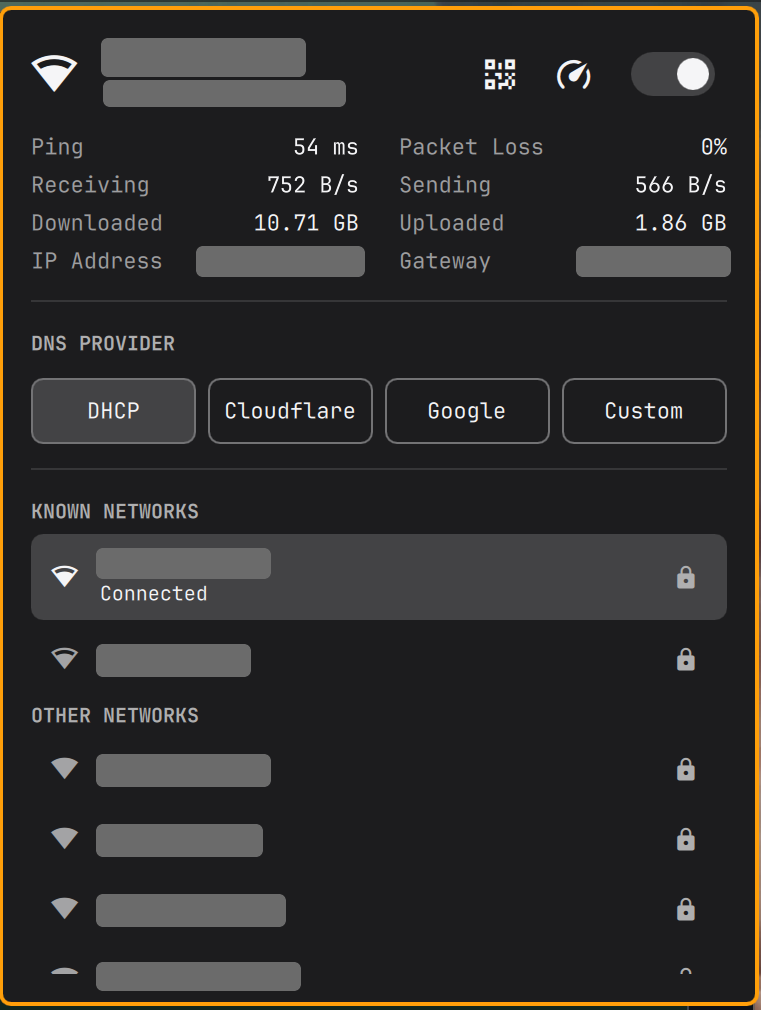 Ping 54 ms Packet Loss 0%
Receiving 752 B/s Sending 566 B/s
Downloaded 10.71 GB Uploaded 1.86 GB
IP Address Gateway
DNS PROVIDER
DHCP Cloudflare Google Custom
KNOWN NETWORKS
Connected
OTHER NETWORKS